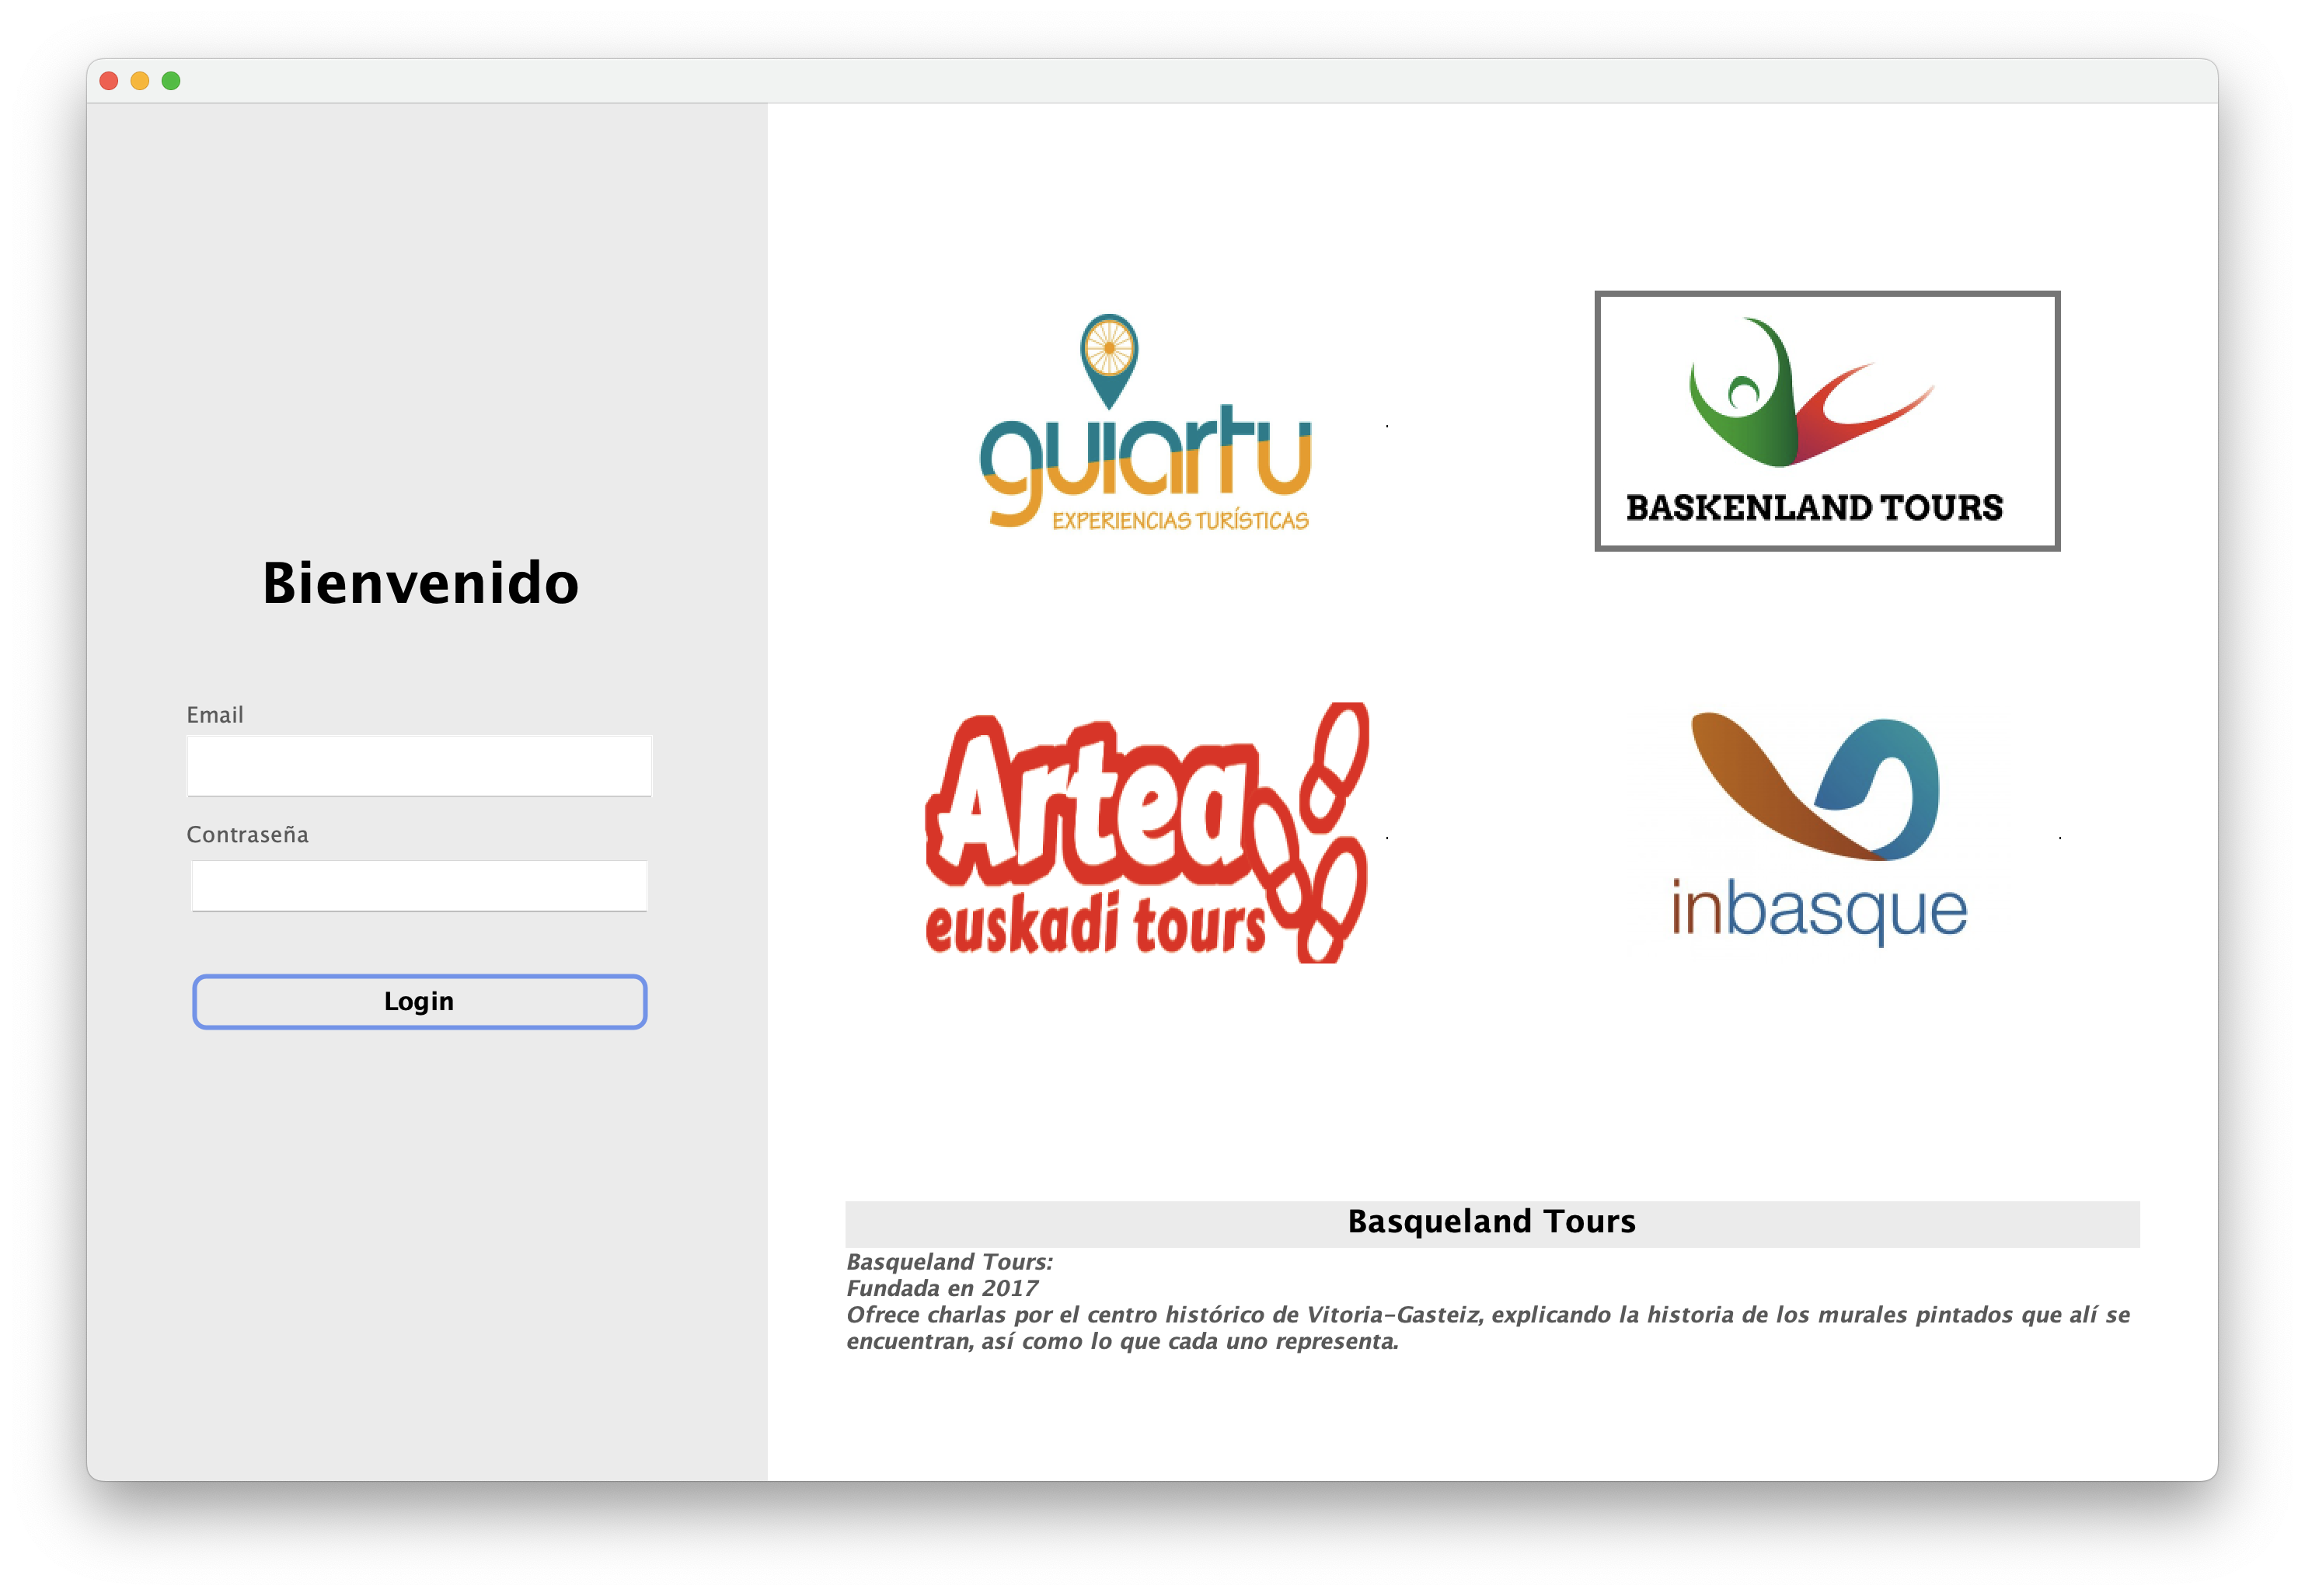 Bienvenido
Email
Contraseña
Login
guiartu
EXPERIENCIAS TURÍSTICAS
BASKENLAND TOURS
Artea
euskadi tours
inbasque
Basqueland Tours
Basqueland Tours:
Fundada en 2017
Ofrece charlas por el centro histórico de Vitoria-Gasteiz, explicando la historia de los murales pintados que alí se
encuentran, así como lo que cada uno representa.